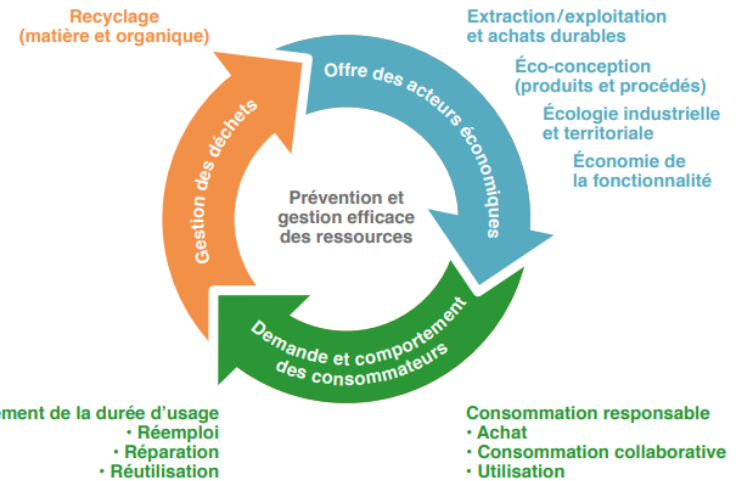 Recyclage
(matière et organique)
Extraction/exploitation
et achats durables
Éco-conception
(produits et procédés)
Écologie industrielle
et territoriale
Économie de
la fonctionnalité
Offre des acteurs économiques
Gestion des déchets
Prévention et
gestion efficace
des ressources
Demande et comportement
des consommateurs
de la durée d'usage
• Réemploi
• Réparation
• Réutilisation
Consommation responsable
• Achat
• Consommation collaborative
• Utilisation